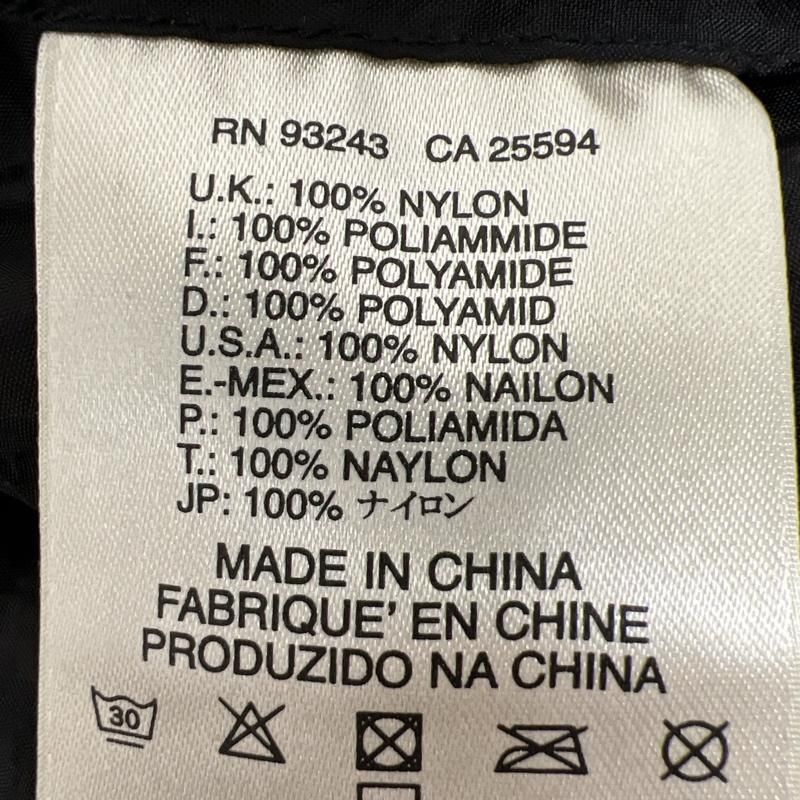 RN 93243 CA 25594
U.K.: 100% NYLON
I.: 100% POLIAMMIDE
F.: 100% POLYAMIDE
D.: 100% POLYAMID
U.S.A.: 100% NYLON
E.-MEX.: 100% NAILON
P.: 100% POLIAMIDA
T.: 100% NAYLON
JP: 100% ナイロン
MADE IN CHINA
FABRIQUE' EN CHINE
PRODUZIDO NA CHINA
30